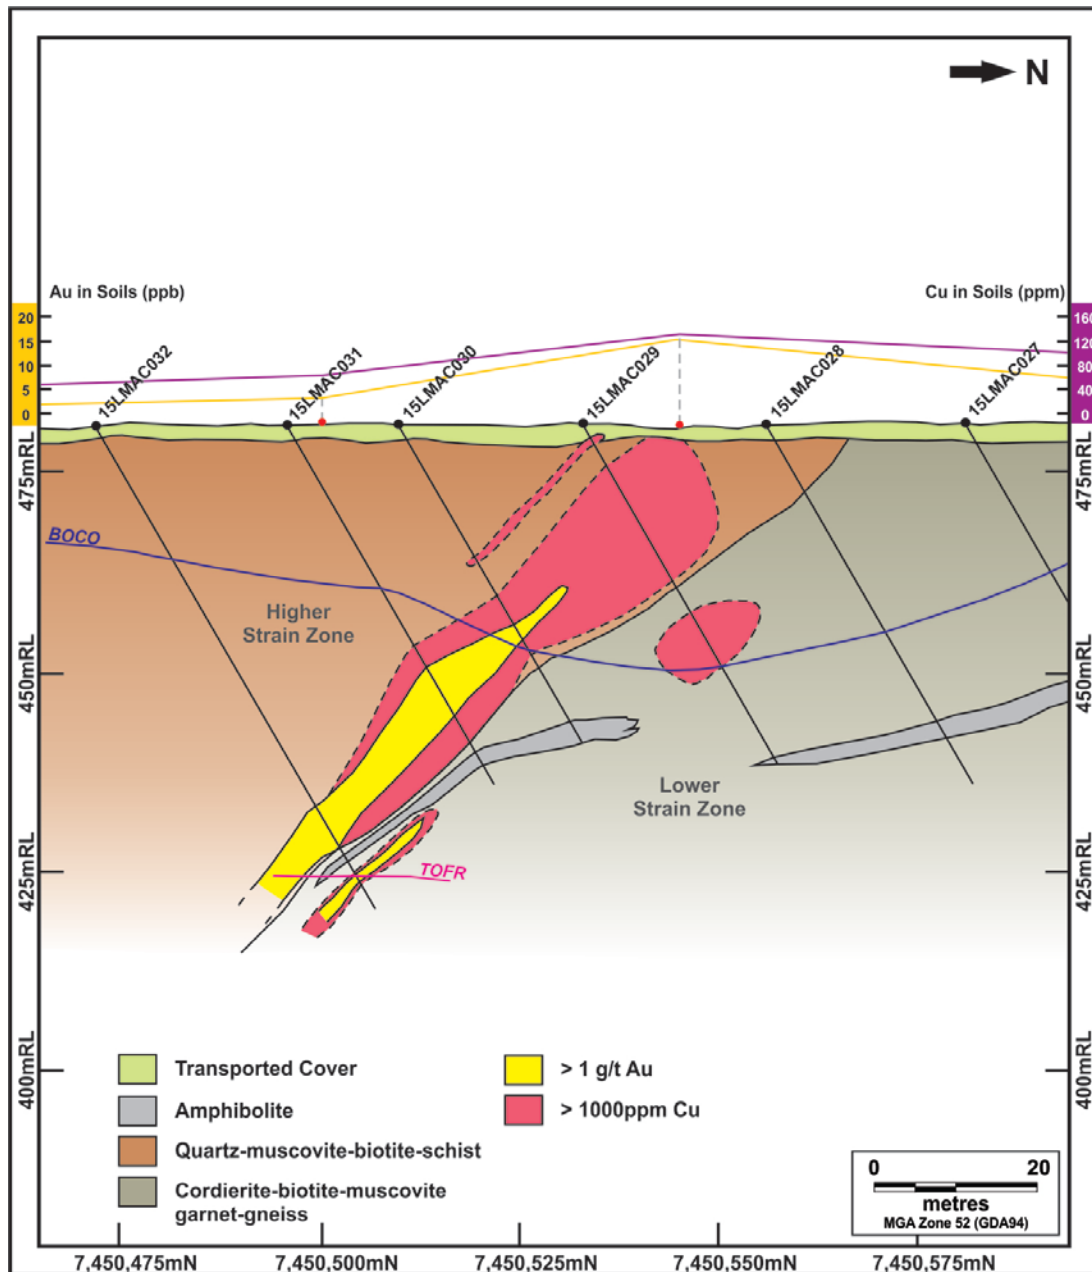 N
Au in Soils (ppb)
Cu in Soils (ppm)
20
15
10
5
0
160
120
80
40
0
15LMAC032
15LMAC031
15LMAC030
15LMAC029
15LMAC028
15LMAC027
475mRL
475mRL
BOCO
Higher
Strain Zone
450mRL
450mRL
Lower
Strain Zone
425mRL
TOFR
425mRL
400mRL
400mRL
Transported Cover
Amphibolite
Quartz-muscovite-biotite-schist
Cordierite-biotite-muscovite
garnet-gneiss
> 1 g/t Au
> 1000ppm Cu
0 20
metres
MGA Zone 52 (GDA94)
7,450,475mN
7,450,500mN
7,450,525mN
7,450,550mN
7,450,575mN